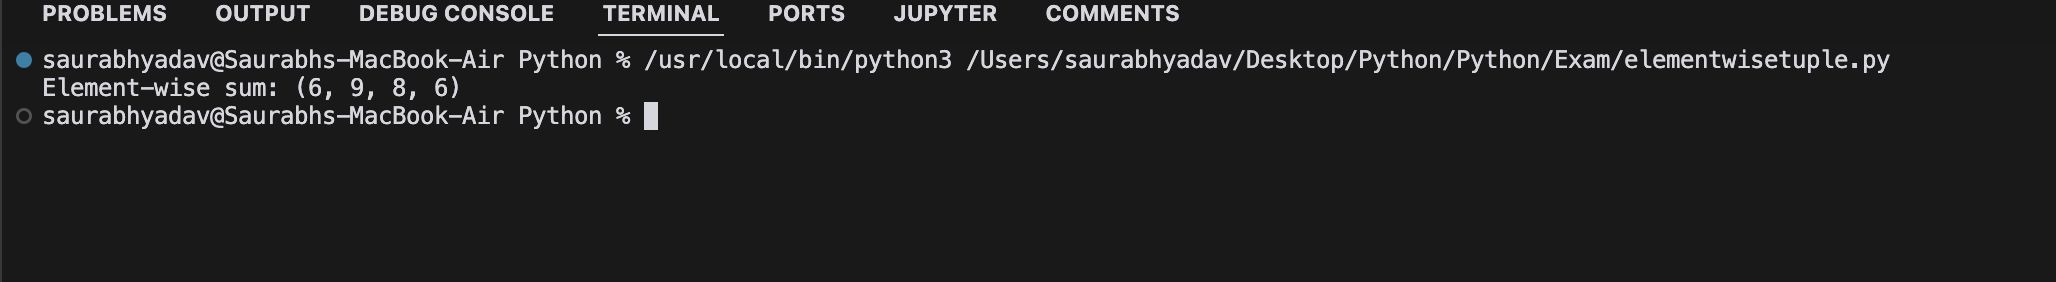 PROBLEMS OUTPUT DEBUG CONSOLE TERMINAL PORTS JUPYTER COMMENTS
saurabhyadav@Saurabhs-MacBook-Air Python % /usr/local/bin/python3 /Users/saurabhyadav/Desktop/Python/Python/Exam/elementwisetuple.py
Element-wise sum: (6, 9, 8, 6)
saurabhyadav@Saurabhs-MacBook-Air Python %